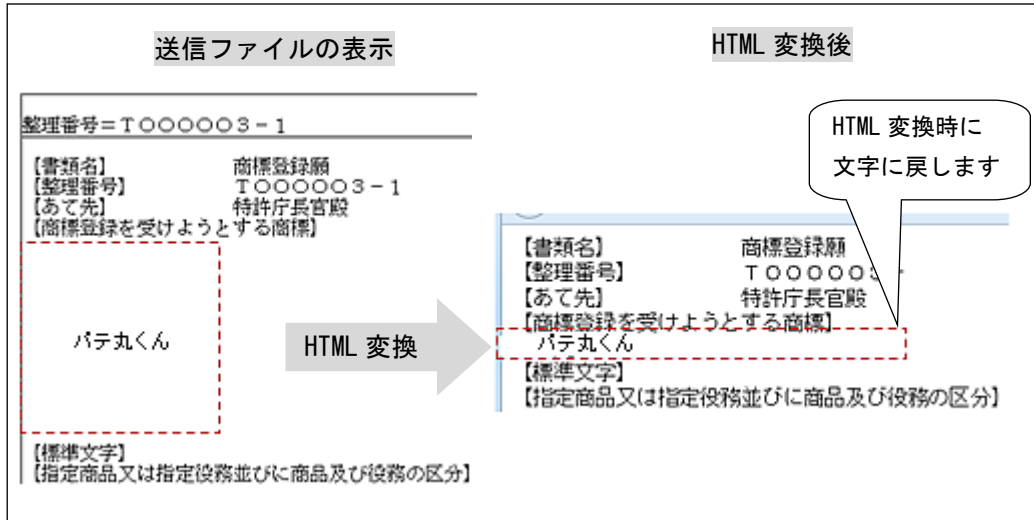 送信ファイルの表示
整理番号=T000003-1
【書類名】 商標登録願
【整理番号】 T000003-1
【あて先】 特許庁長官殿
【商標登録を受けようとする商標】
パテ丸くん
【標準文字】
【指定商品又は指定役務並びに商品及び役務の区分】
HTML 変換
HTML 変換後
HTML 変換時に
文字に戻します
【書類名】 商標登録願
【整理番号】 T000003
【あて先】 特許庁長官殿
【商標登録を受けようとする商標】
パテ丸くん
【標準文字】
【指定商品又は指定役務並びに商品及び役務の区分】